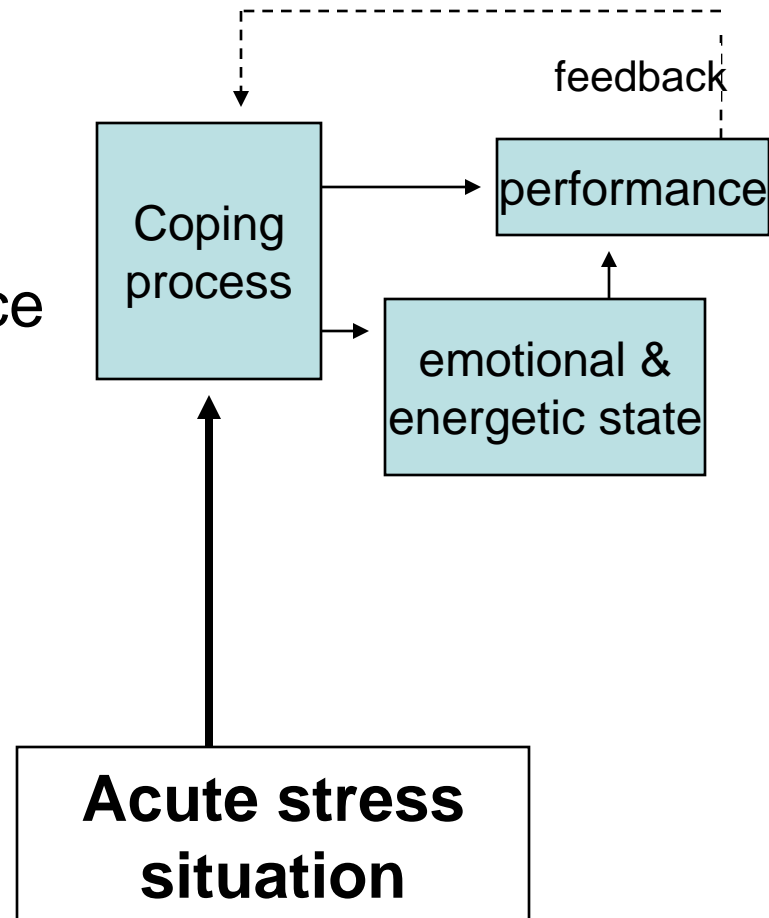 feedback
performance
Coping
process
ce
emotional &
energetic state
Acute stress
situation